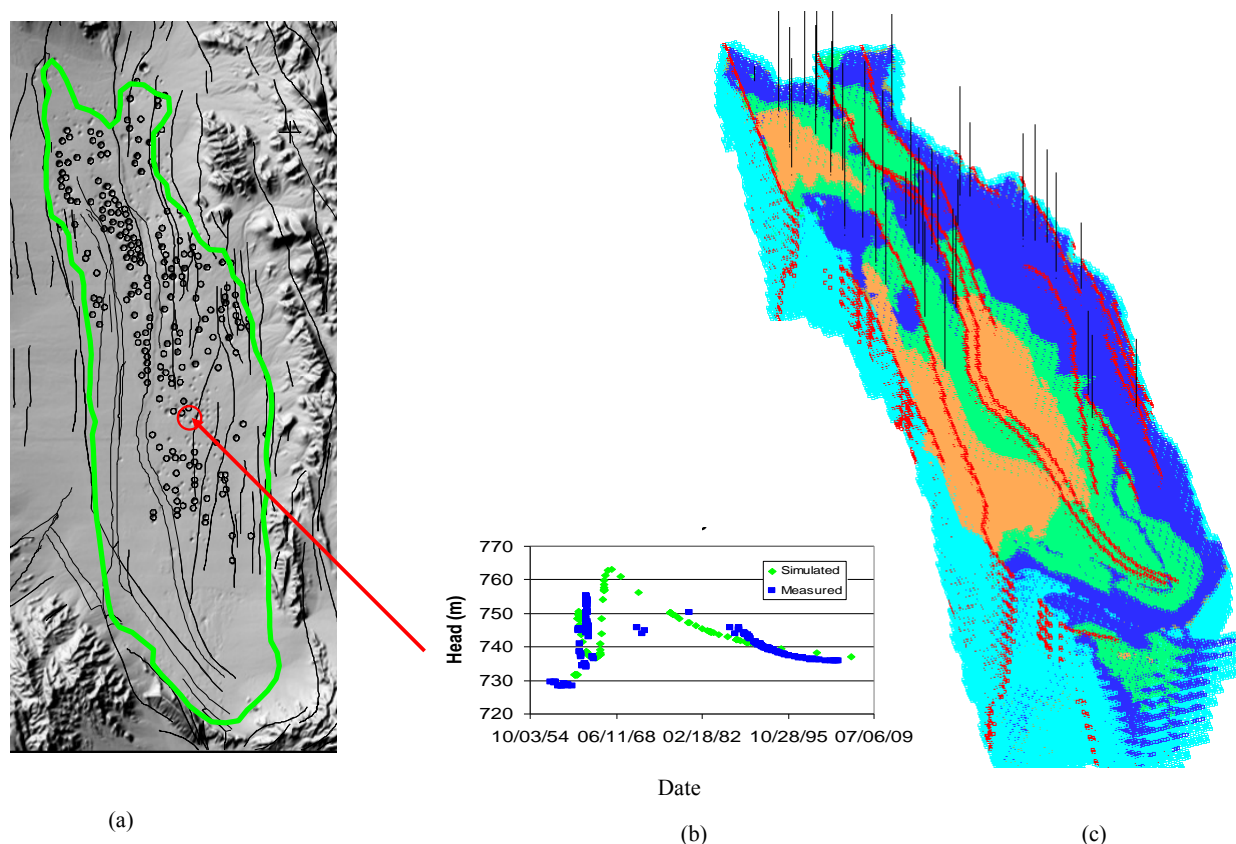 770
760
750
740
730
720
Head (m)
Simulated
Measured
10/03/54 06/11/68 02/18/82 10/28/95 07/06/09
Date
(a)
(b)
(c)